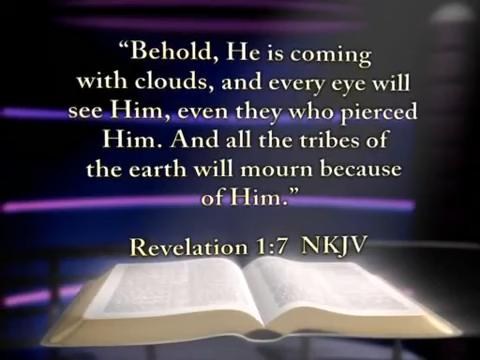 “Behold, He is coming
with clouds, and every eye will
see Him, even they who pierced
Him. And all the tribes of
the earth will mourn because
of Him.”
Revelation 1:7  NKJV